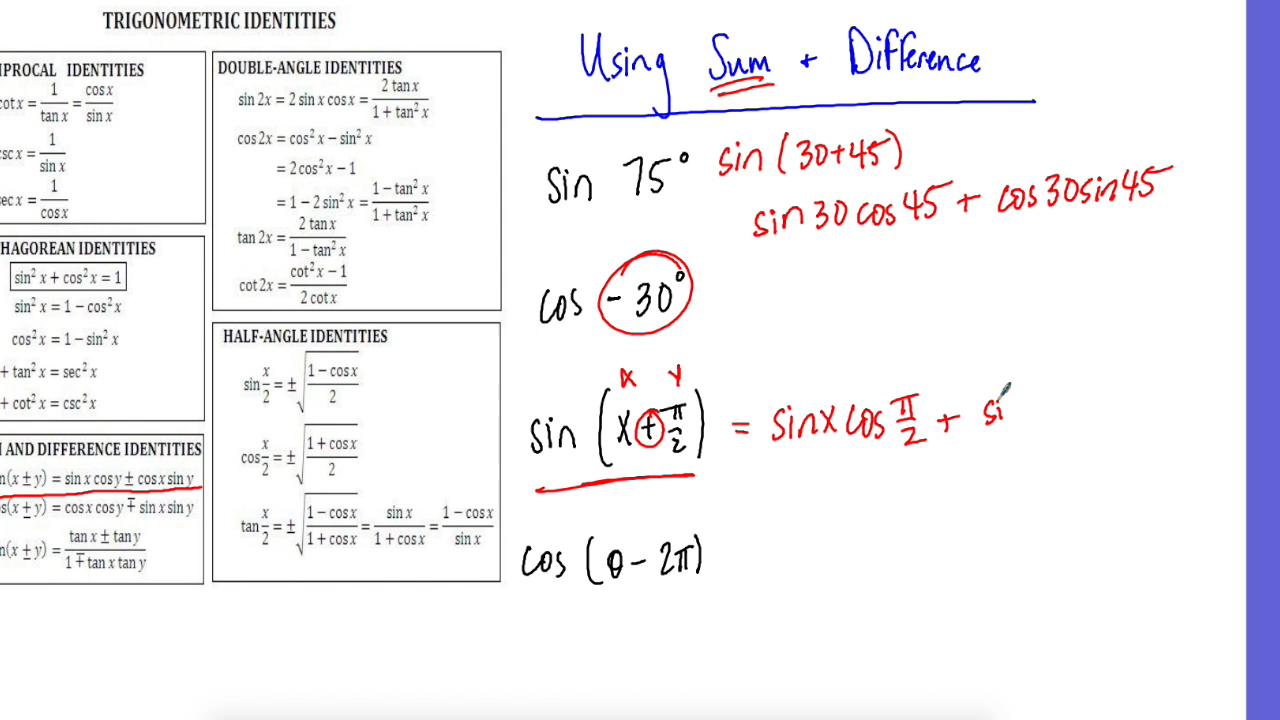 TRIGONOMETRIC IDENTITIES
IPROCAL IDENTITIES
cot x = 1/tan x = cos x/sin x
csc x = 1/sin x
sec x = 1/cos x
HAGOREAN IDENTITIES
sin² x + cos² x = 1
sin² x = 1 − cos² x
cos² x = 1 − sin² x
+ tan² x = sec² x
+ cot² x = csc² x
AND DIFFERENCE IDENTITIES
n(x ± y) = sin x cos y ± cos x sin y
s(x ± y) = cos x cos y ∓ sin x sin y
n(x ± y) = tan x ± tan y/1 ∓ tan x tan y
DOUBLE-ANGLE IDENTITIES
sin 2x = 2 sin x cos x = 2 tan x/1 + tan² x
cos 2x = cos² x − sin² x
= 2 cos² x − 1
= 1 − 2 sin² x = 1 − tan² x/1 + tan² x
tan 2x = 2 tan x/1 − tan² x
cot 2x = cot² x − 1/2 cot x
HALF-ANGLE IDENTITIES
sin x/2 = ± √(1 − cos x/2)
cos x/2 = ± √(1 + cos x/2)
tan x/2 = ± √(1 − cos x/1 + cos x) = sin x/1 + cos x = 1 − cos x/sin x
Using Sum + Difference
sin 75° sin (30+45)
sin 30 cos 45 + cos 30 sin 45
cos −30°
x y
sin (x + π/2) = sin x cos π/2 + si
cos (θ − 2π)